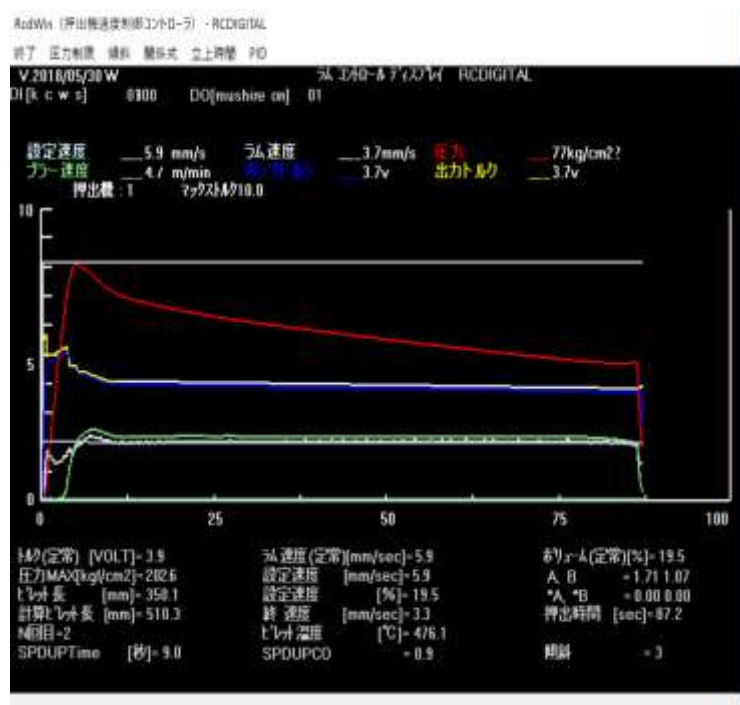 RcdWin (押出機速度制御コントローラ) - RCDIGITAL
終了 圧力制限 傾斜 関係式 立上時間 PID
V.2018/05/30 W ラム コントロール ディスプレイ RCDIGITAL
DI[k c w s] 0300 DO[mushire on] 01
設定速度 5.9 mm/s ラム速度 3.7mm/s 圧力 77kg/cm2?
プラー速度 4.7 m/min 3.7v 出力トルク 3.7v
押出機 : 1 マックストルク10.0
10
5
0
0 25 50 75 100
トルク(定常) [VOLT]= 3.9 ラム速度(定常)[mm/sec]=5.9 ボリューム(定常)[%]= 19.5
圧力MAX[kg/cm2]= 202.6 設定速度 [mm/sec]=5.9 A, B = 1.71 1.07
ビレット長 [mm]= 350.1 設定速度 [%]= 19.5 *A, *B = 0.00 0.00
計算ビレット長 [mm]= 510.3 終速度 [mm/sec]=3.3 押出時間 [sec]=87.2
N回目=2 ビレット温度 [℃]= 476.1
SPDUPTime [秒]= 9.0 SPDUPCO = 0.9 傾斜 = 3